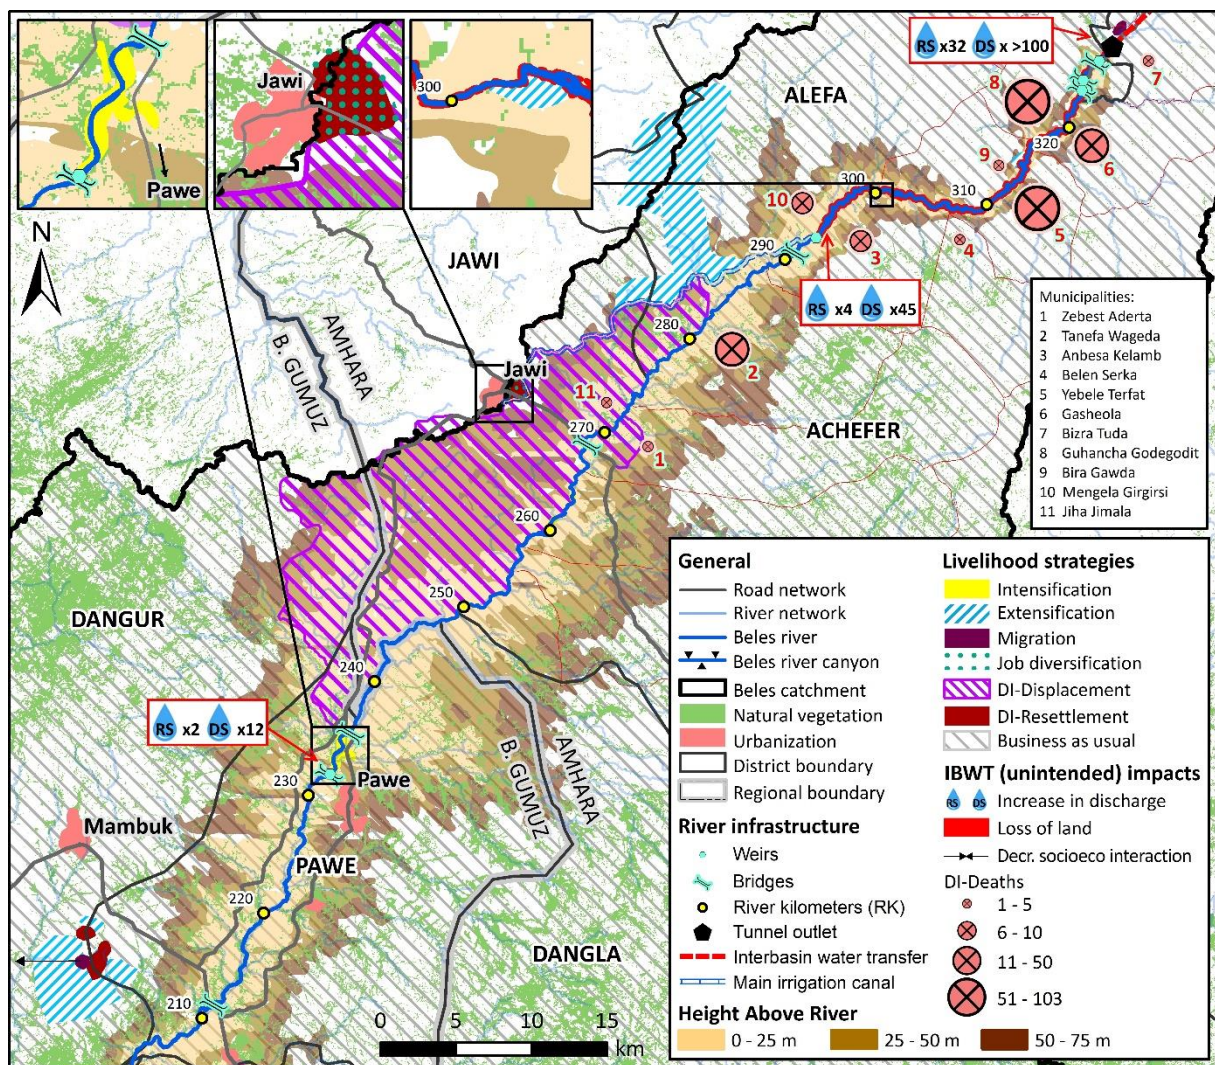 Pawe
Jawi
300
RS x32 DS x >100
ALEFA
8
7
9
6
320
300
310
10
5
N
JAWI
290
3
4
RS x4 DS x45
AMHARA
B. GUMUZ
280
2
Jawi
11
270
1
ACHEFER
260
250
DANGUR
240
RS x2 DS x12
230
Pawe
AMHARA
B. GUMUZ
Mambuk
PAWE
220
DANGLA
210
0 5 10 15
km
Municipalities:
1 Zebest Aderta
2 Tanefa Wageda
3 Anbesa Kelamb
4 Belen Serka
5 Yebele Terfat
6 Gasheola
7 Bizra Tuda
8 Guhancha Godegodit
9 Bira Gawda
10 Mengela Girgirsi
11 Jiha Jimala
General
Road network
River network
Beles river
Beles river canyon
Beles catchment
Natural vegetation
Urbanization
District boundary
Regional boundary
River infrastructure
Weirs
Bridges
River kilometers (RK)
Tunnel outlet
Interbasin water transfer
Main irrigation canal
Livelihood strategies
Intensification
Extensification
Migration
Job diversification
DI-Displacement
DI-Resettlement
Business as usual
IBWT (unintended) impacts
RS DS Increase in discharge
Loss of land
Decr. socioeco interaction
DI-Deaths
1 - 5
6 - 10
11 - 50
51 - 103
Height Above River
0 - 25 m 25 - 50 m 50 - 75 m